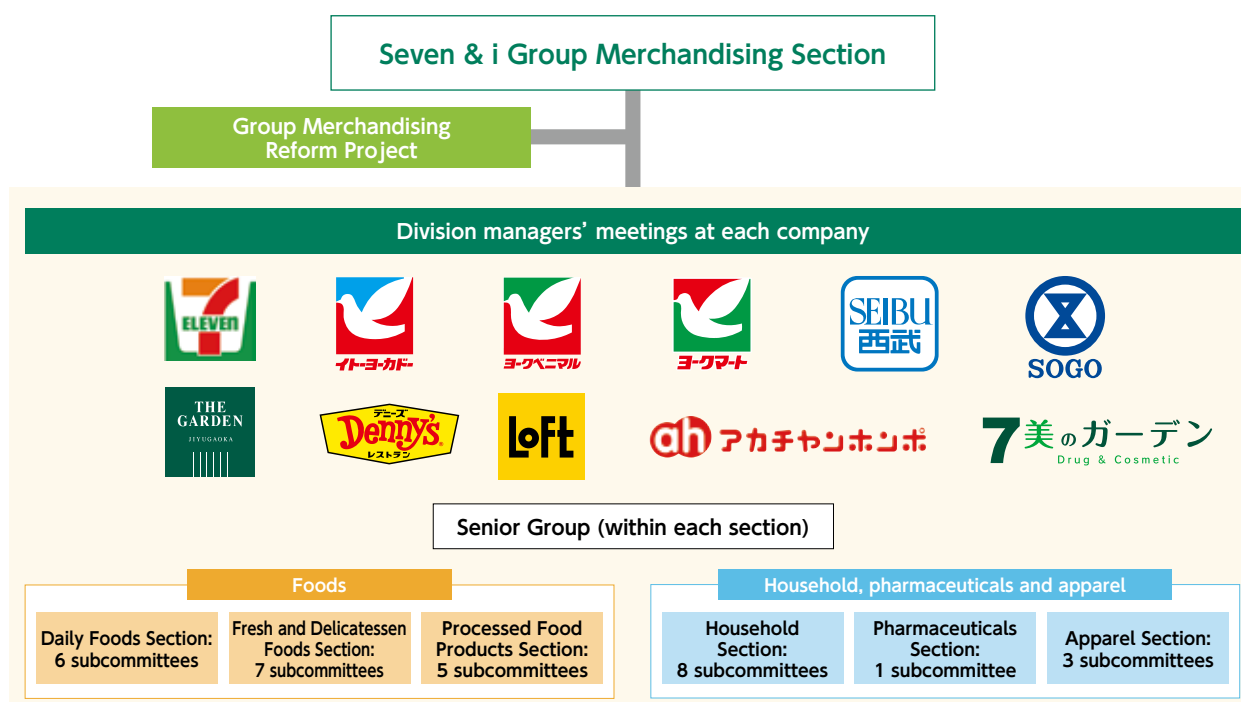 Seven & i Group Merchandising Section
Group Merchandising
Reform Project
Division managers’ meetings at each company
7
ELEVEn
イトーヨーカドー
ヨークベニマル
ヨークマート
SEIBU
西武
SOGO
THE
GARDEN
JIYUGAOKA
デニーズ
Denny's
レストラン
LoFt
ah アカチャンホンポ
7美のガーデン
Drug & Cosmetic
Senior Group (within each section)
Foods
Daily Foods Section:
6 subcommittees
Fresh and Delicatessen
Foods Section:
7 subcommittees
Processed Food
Products Section:
5 subcommittees
Household, pharmaceuticals and apparel
Household
Section:
8 subcommittees
Pharmaceuticals
Section:
1 subcommittee
Apparel Section:
3 subcommittees